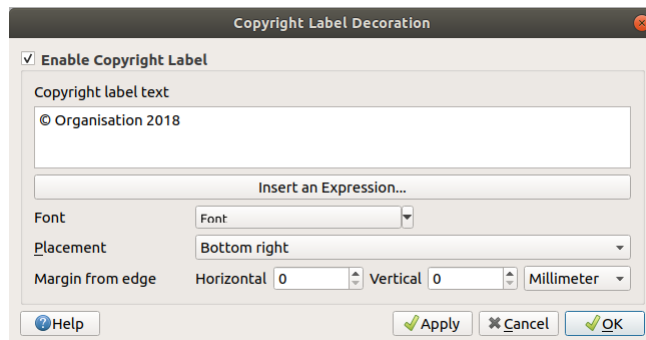 Copyright Label Decoration
Enable Copyright Label
Copyright label text
© Organisation 2018
Insert an Expression...
Font Font
Placement Bottom right
Margin from edge Horizontal 0 Vertical 0 Millimeter
Help Apply Cancel OK